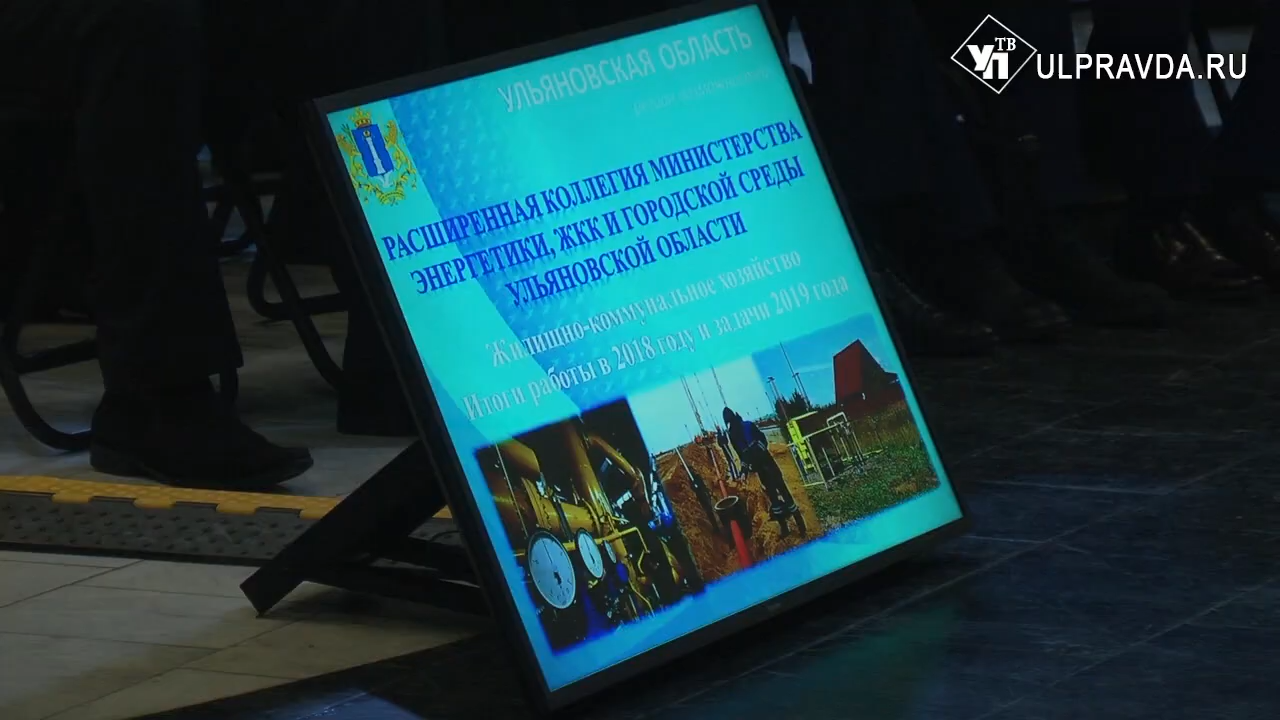 УП ТВ ULPRAVDA.RU
УЛЬЯНОВСКАЯ ОБЛАСТЬ
РАСШИРЕННАЯ КОЛЛЕГИЯ МИНИСТЕРСТВА
ЭНЕРГЕТИКИ, ЖКК И ГОРОДСКОЙ СРЕДЫ
УЛЬЯНОВСКОЙ ОБЛАСТИ
Жилищно-коммунальное хозяйство
Итоги работы в 2018 году и задачи 2019 года